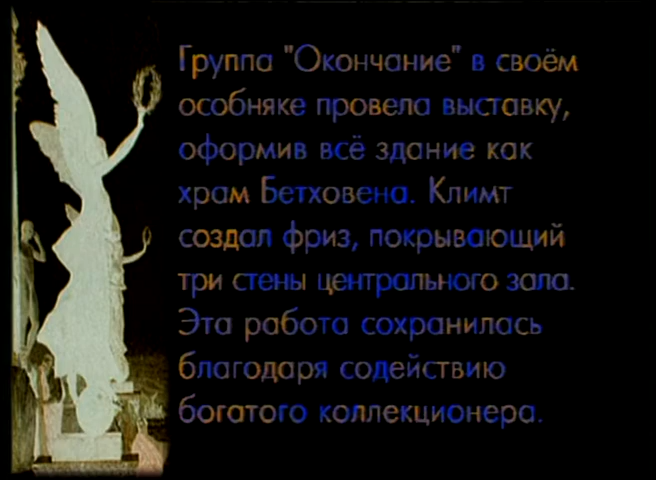 Группа "Окончание" в своём
особняке провела выставку,
оформив всё здание как
храм Бетховена. Климт
создал фриз, покрывающий
три стены центрального зала.
Эта работа сохранилась
благодаря содействию
богатого коллекционера.